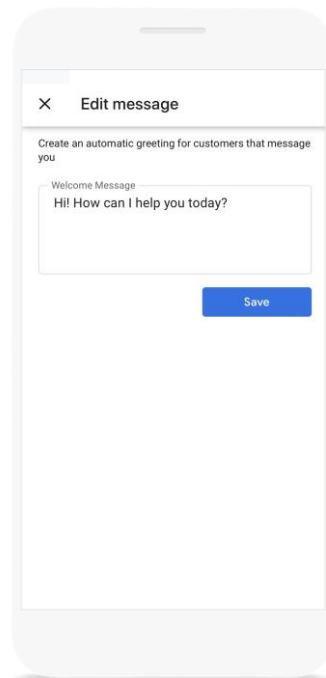 Edit message
Create an automatic greeting for customers that message
you
Welcome Message
Hi! How can I help you today?
Save